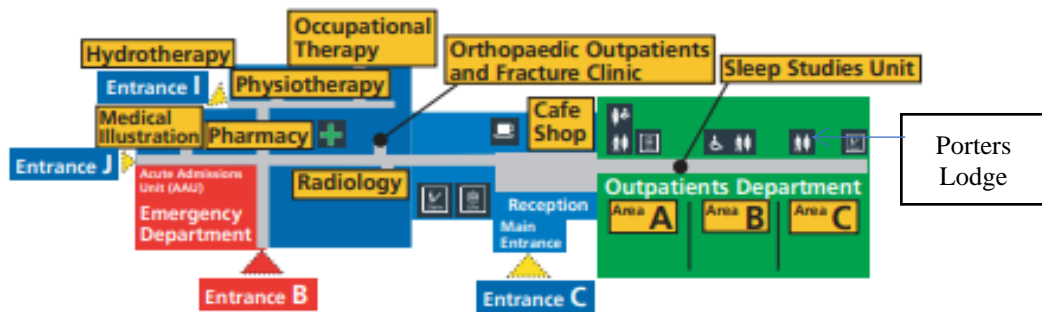 Hydrotherapy
Occupational
Therapy
Orthopaedic Outpatients
and Fracture Clinic
Sleep Studies Unit
Entrance I
Physiotherapy
Medical
Illustration
Pharmacy
Cafe
Shop
Porters
Lodge
Entrance J
Acute Admissions
Unit (AAU)
Emergency
Department
Radiology
Reception
Main
Entrance
Outpatients Department
Area A
Area B
Area C
Entrance B
Entrance C